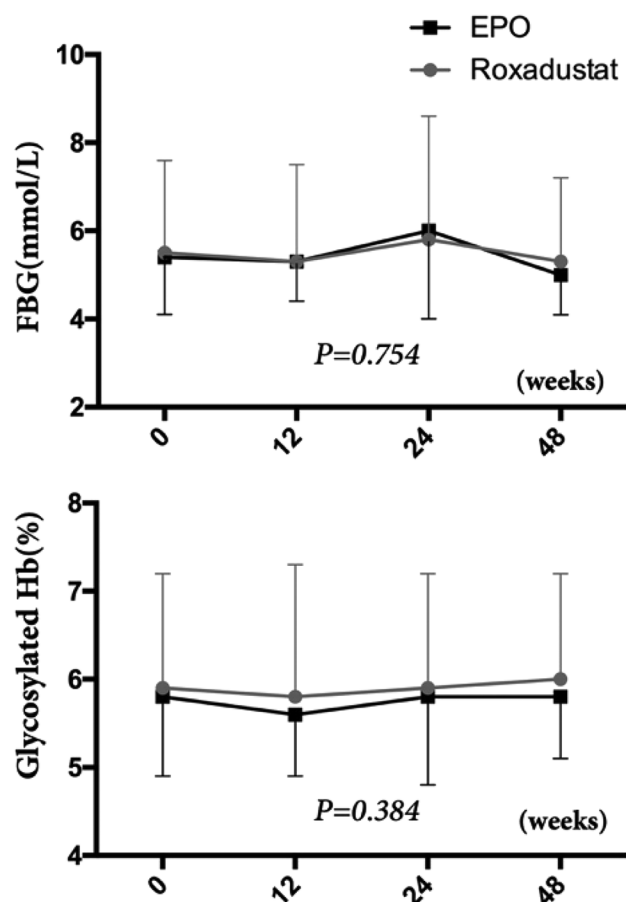 EPO
Roxadustat
FBG(mmol/L)
10
8
6
4
2
P=0.754
(weeks)
0
12
24
48
Glycosylated Hb(%)
8
7
6
5
4
P=0.384
(weeks)
0
12
24
48